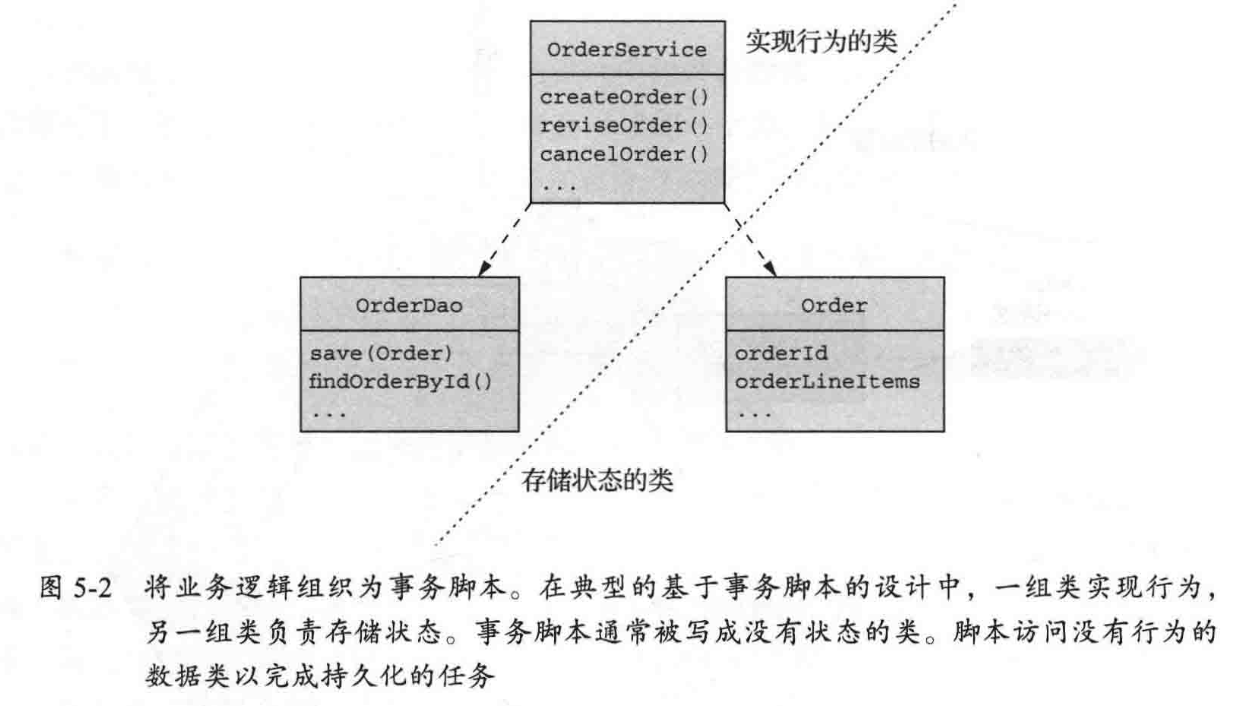 OrderService
实现行为的类
createOrder()
reviseOrder()
cancelOrder()
...
OrderDao
Order
save(Order)
orderId
findOrderById()
orderLineItems
...
...
存储状态的类
图 5-2 将业务逻辑组织为事务脚本。在典型的基于事务脚本的设计中，一组类实现行为，
另一组类负责存储状态。事务脚本通常被写成没有状态的类。脚本访问没有行为的
数据类以完成持久化的任务